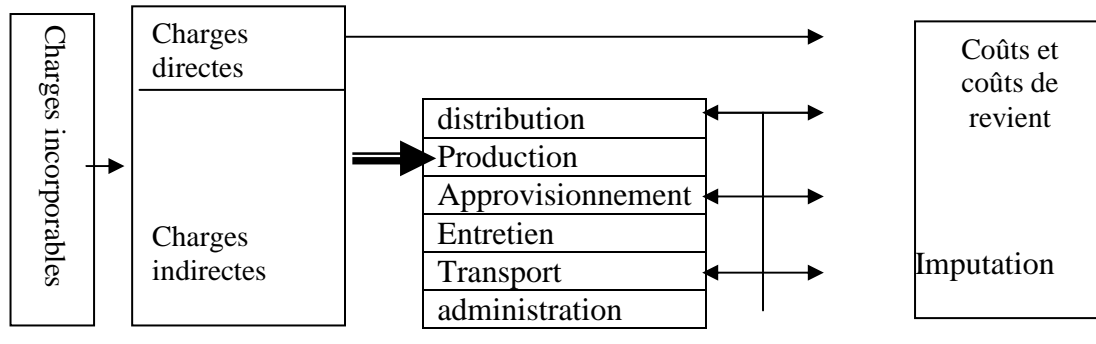 Charges incorporables
Charges
directes
Charges
indirectes
distribution
Production
Approvisionnement
Entretien
Transport
administration
Coûts et
coûts de
revient
Imputation